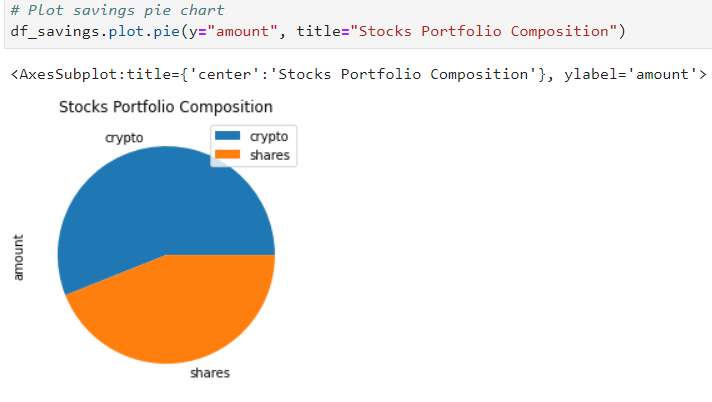 # Plot savings pie chart
df_savings.plot.pie(y="amount", title="Stocks Portfolio Composition")
<AxesSubplot:title={'center':'Stocks Portfolio Composition'}, ylabel='amount'>
Stocks Portfolio Composition
crypto
crypto
shares
amount
shares